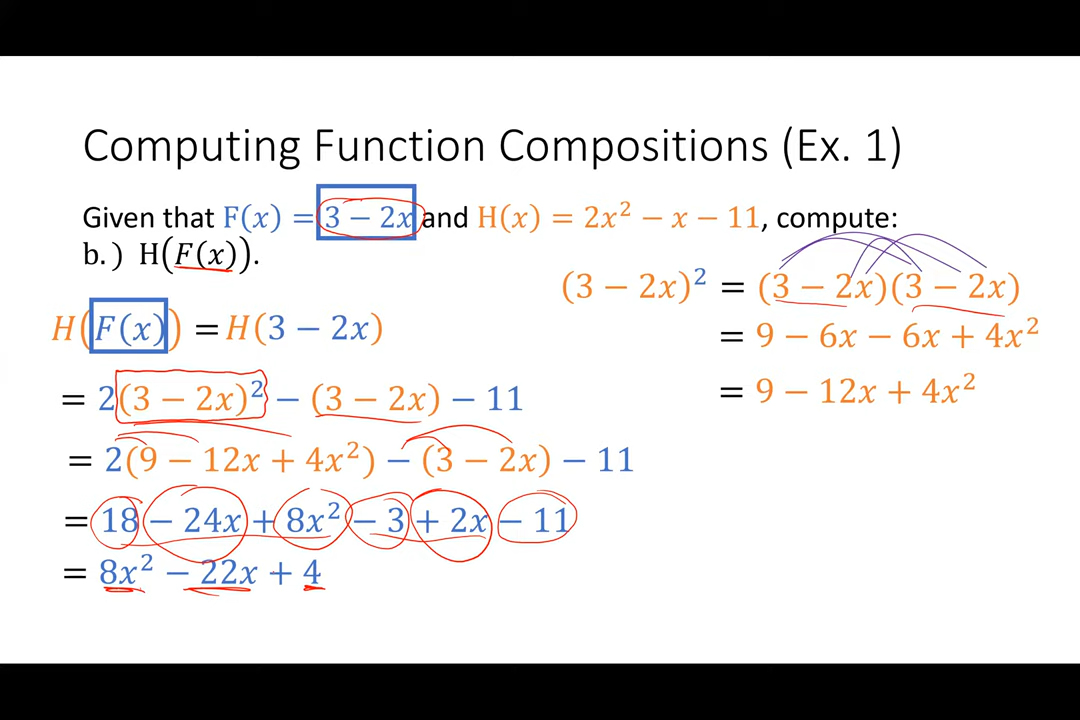 Computing Function Compositions (Ex. 1)
Given that F(x) = 3 − 2x and H(x) = 2x² − x − 11, compute:
b.) H(F(x)).
(3 − 2x)² = (3 − 2x)(3 − 2x)
= 9 − 6x − 6x + 4x²
= 9 − 12x + 4x²
H(F(x)) = H(3 − 2x)
= 2(3 − 2x)² − (3 − 2x) − 11
= 2(9 − 12x + 4x²) − (3 − 2x) − 11
= 18 − 24x + 8x² − 3 + 2x − 11
= 8x² − 22x + 4